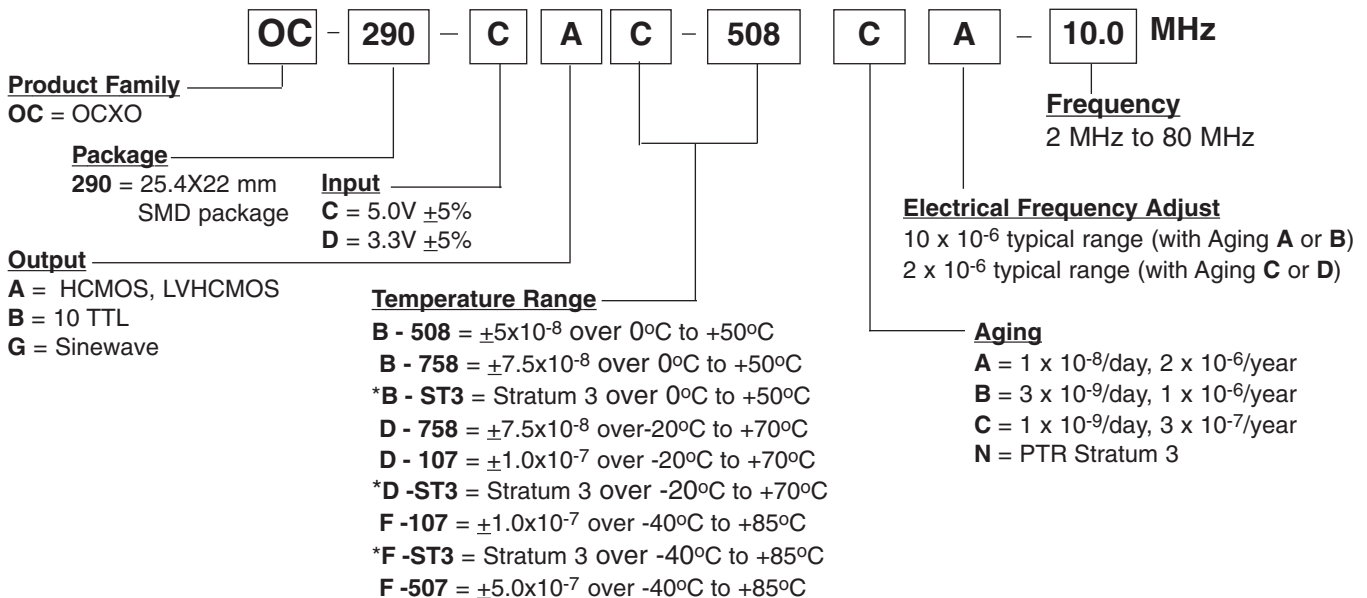 OC – 290 – C A C – 508 C A – 10.0 MHz
Product Family
OC = OCXO
Package
290 = 25.4X22 mm
SMD package
Input
C = 5.0V ±5%
D = 3.3V ±5%
Output
A = HCMOS, LVHCMOS
B = 10 TTL
G = Sinewave
Temperature Range
B - 508 = ±5x10-8 over 0oC to +50oC
B - 758 = ±7.5x10-8 over 0oC to +50oC
*B - ST3 = Stratum 3 over 0oC to +50oC
D - 758 = ±7.5x10-8 over-20oC to +70oC
D - 107 = ±1.0x10-7 over -20oC to +70oC
*D -ST3 = Stratum 3 over -20oC to +70oC
F -107 = ±1.0x10-7 over -40oC to +85oC
*F -ST3 = Stratum 3 over -40oC to +85oC
F -507 = ±5.0x10-7 over -40oC to +85oC
Frequency
2 MHz to 80 MHz
Electrical Frequency Adjust
10 x 10-6 typical range (with Aging A or B)
2 x 10-6 typical range (with Aging C or D)
Aging
A = 1 x 10-8/day, 2 x 10-6/year
B = 3 x 10-9/day, 1 x 10-6/year
C = 1 x 10-9/day, 3 x 10-7/year
N = PTR Stratum 3